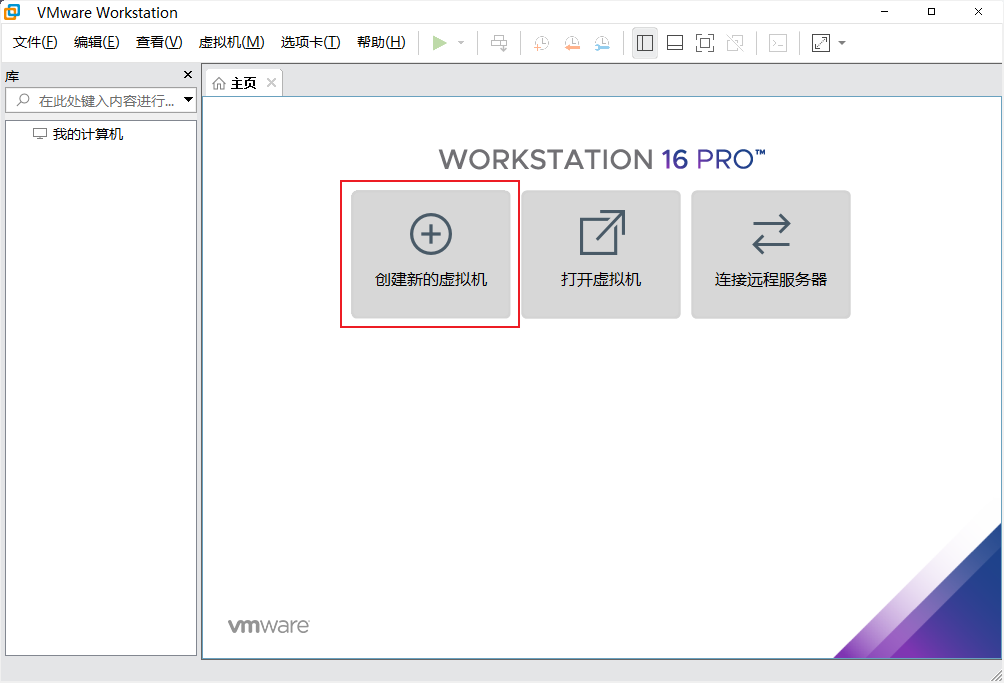 VMware Workstation
文件(F) 编辑(E) 查看(V) 虚拟机(M) 选项卡(T) 帮助(H)
库
在此处键入内容进行...
我的计算机
主页
WORKSTATION 16 PRO™
创建新的虚拟机
打开虚拟机
连接远程服务器
vmware